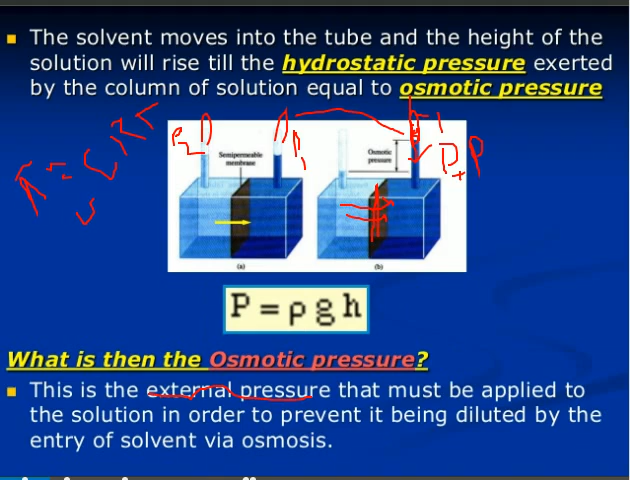 The solvent moves into the tube and the height of the
solution will rise till the hydrostatic pressure exerted
by the column of solution equal to osmotic pressure
Semipermeable
membrane
Osmotic
pressure
P2
P1
P+P
(a)
(b)
P = ρ g h
What is then the Osmotic pressure?
This is the external pressure that must be applied to
the solution in order to prevent it being diluted by the
entry of solvent via osmosis.